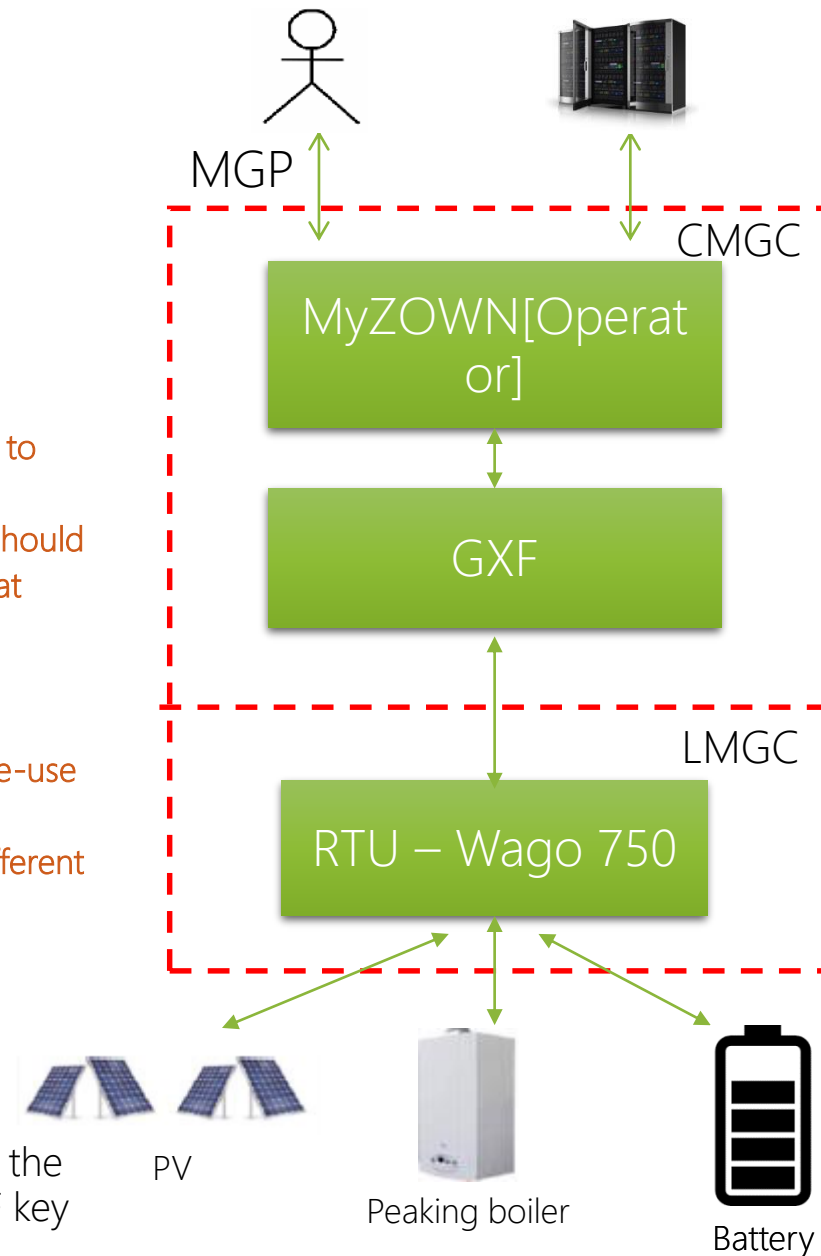 MGP
CMGC
MyZOWN[Operat
or]
to
hould
GXF
at
LMGC
e-use
RTU – Wago 750
fferent
the
PV
key
Peaking boiler
Battery